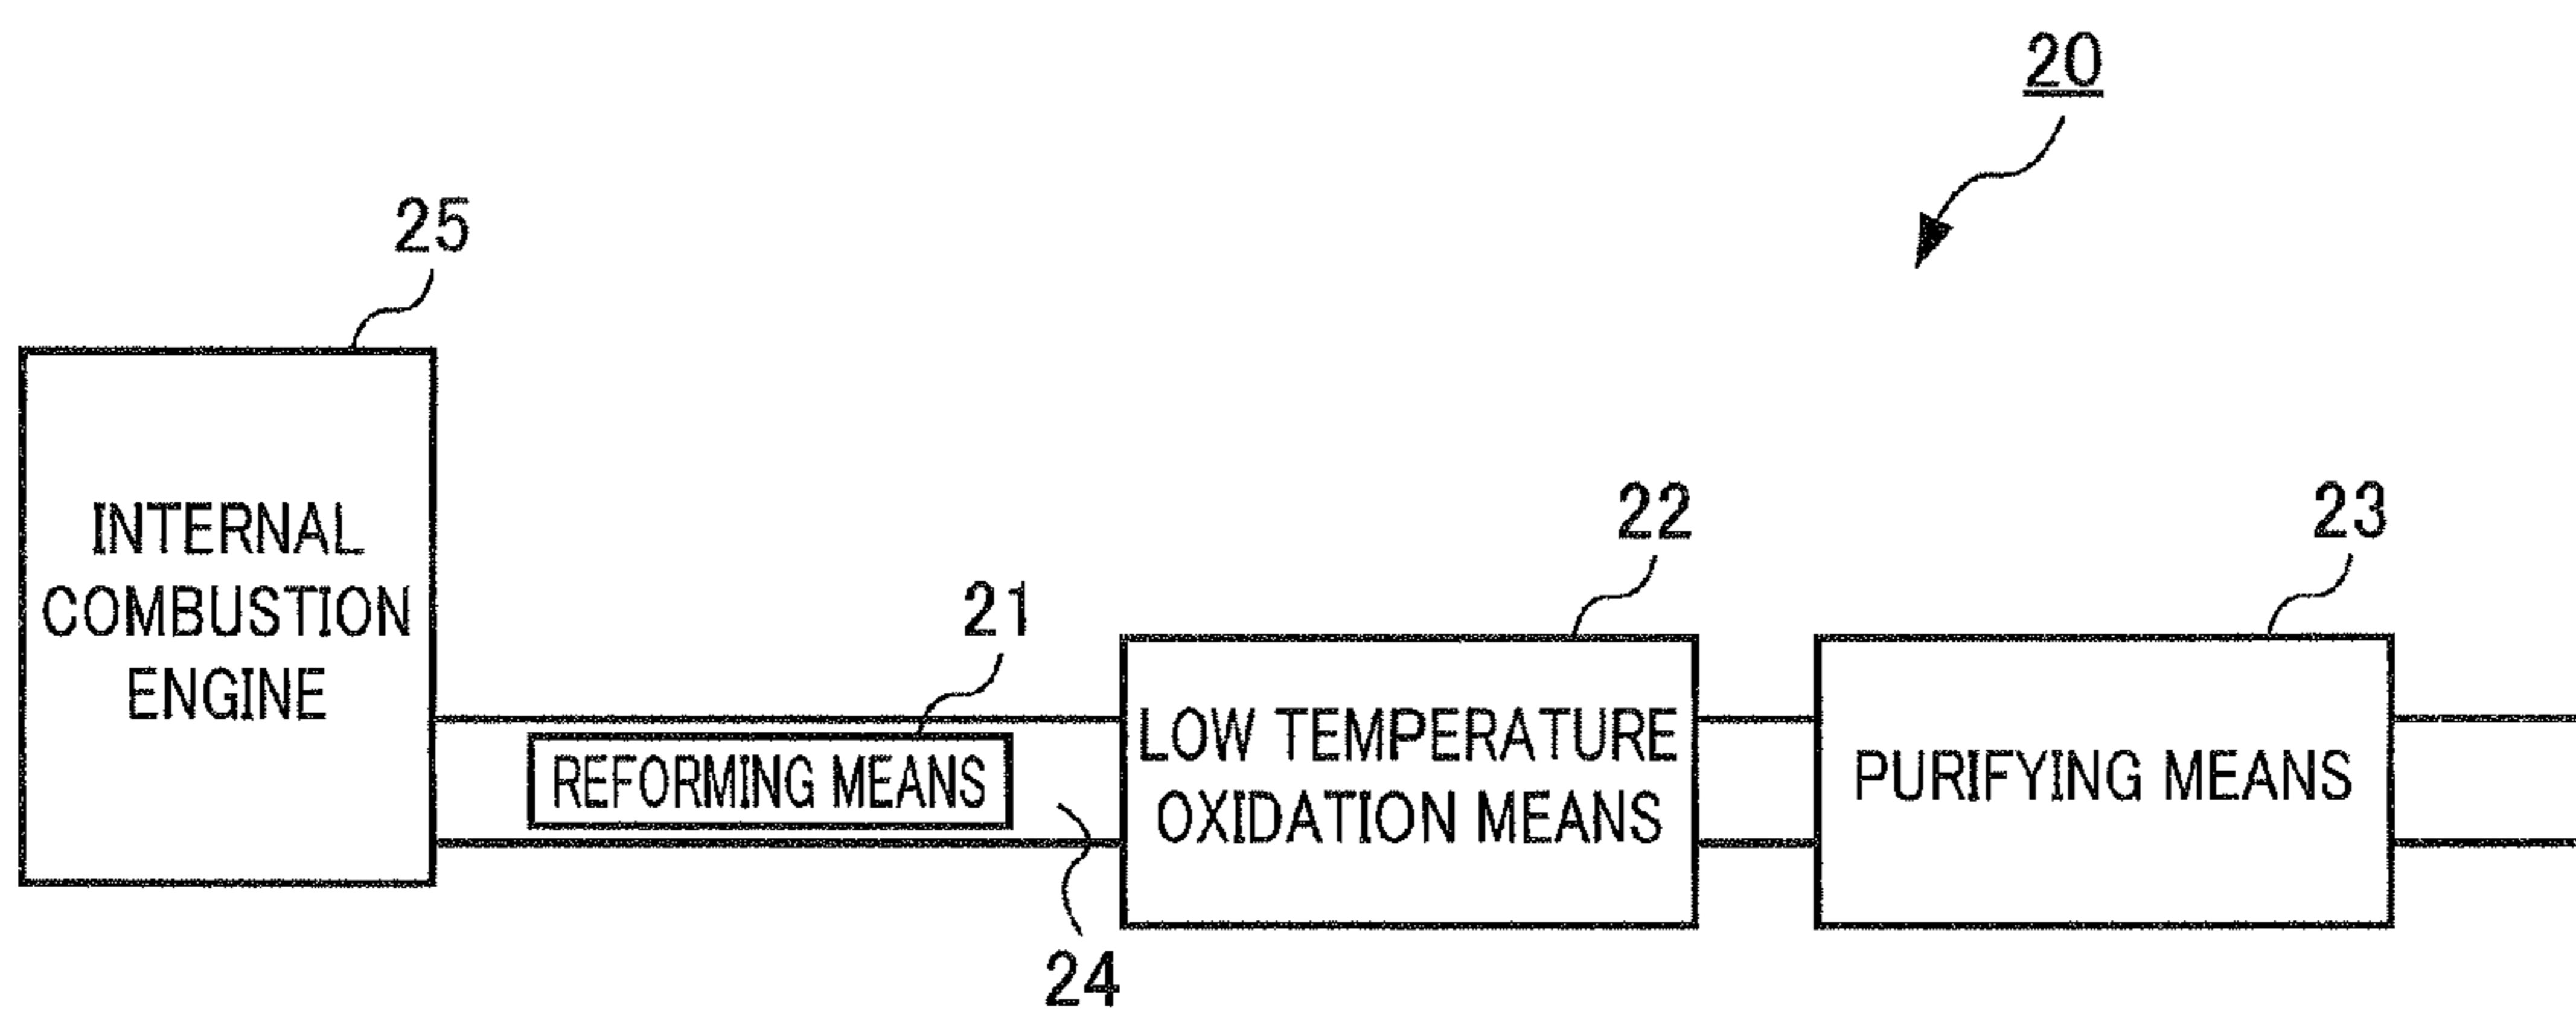 20
25
INTERNAL
COMBUSTION
ENGINE
21
REFORMING MEANS
24
22
LOW TEMPERATURE
OXIDATION MEANS
23
PURIFYING MEANS